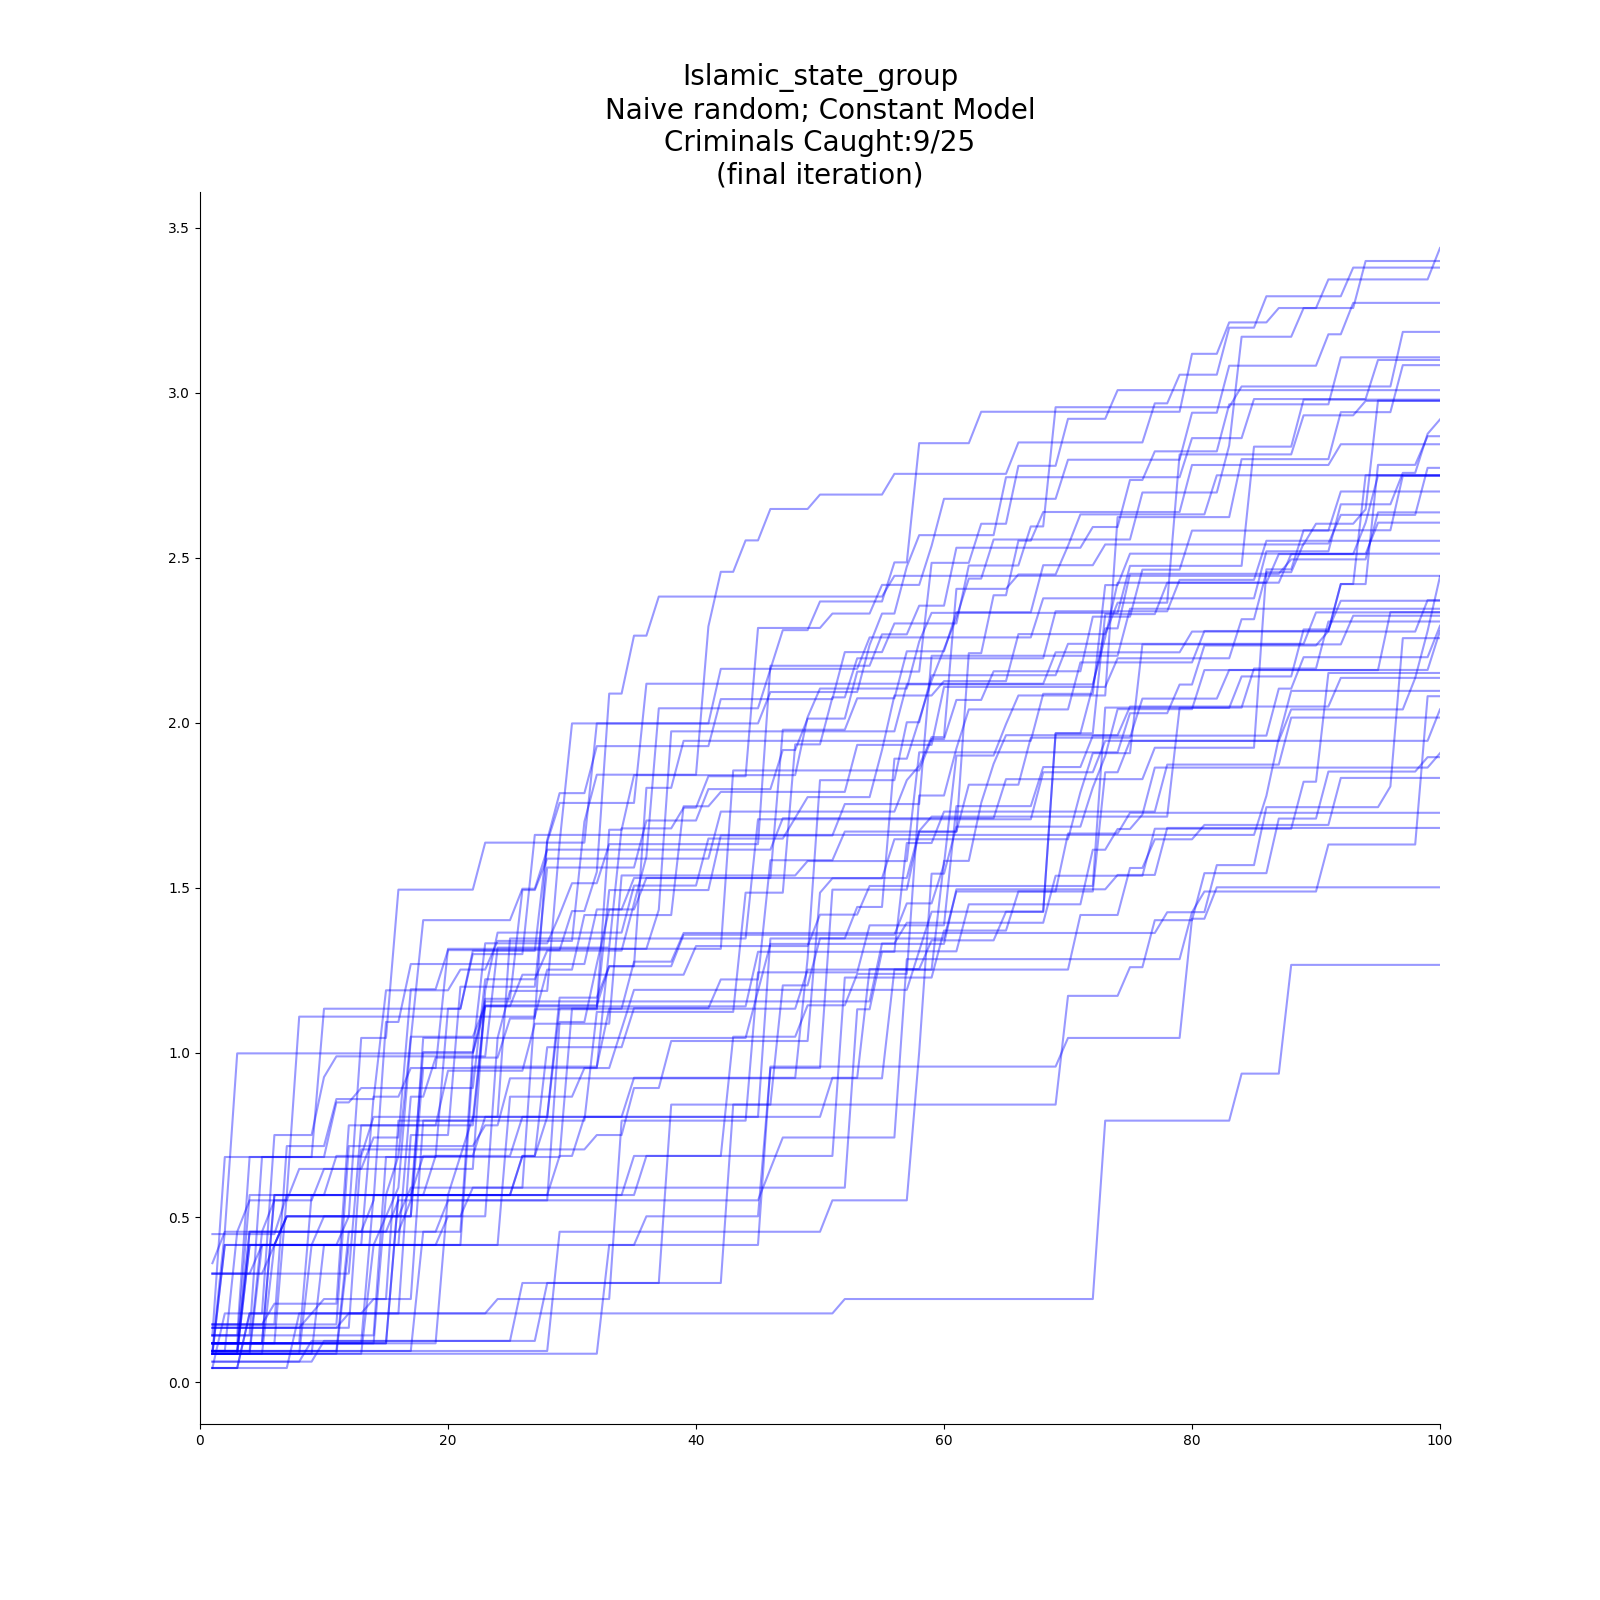 Islamic_state_group
Naive random; Constant Model
Criminals Caught:9/25
(final iteration)
3.5
3.0
2.5
2.0
1.5
1.0
0.5
0.0
0 20 40 60 80 100